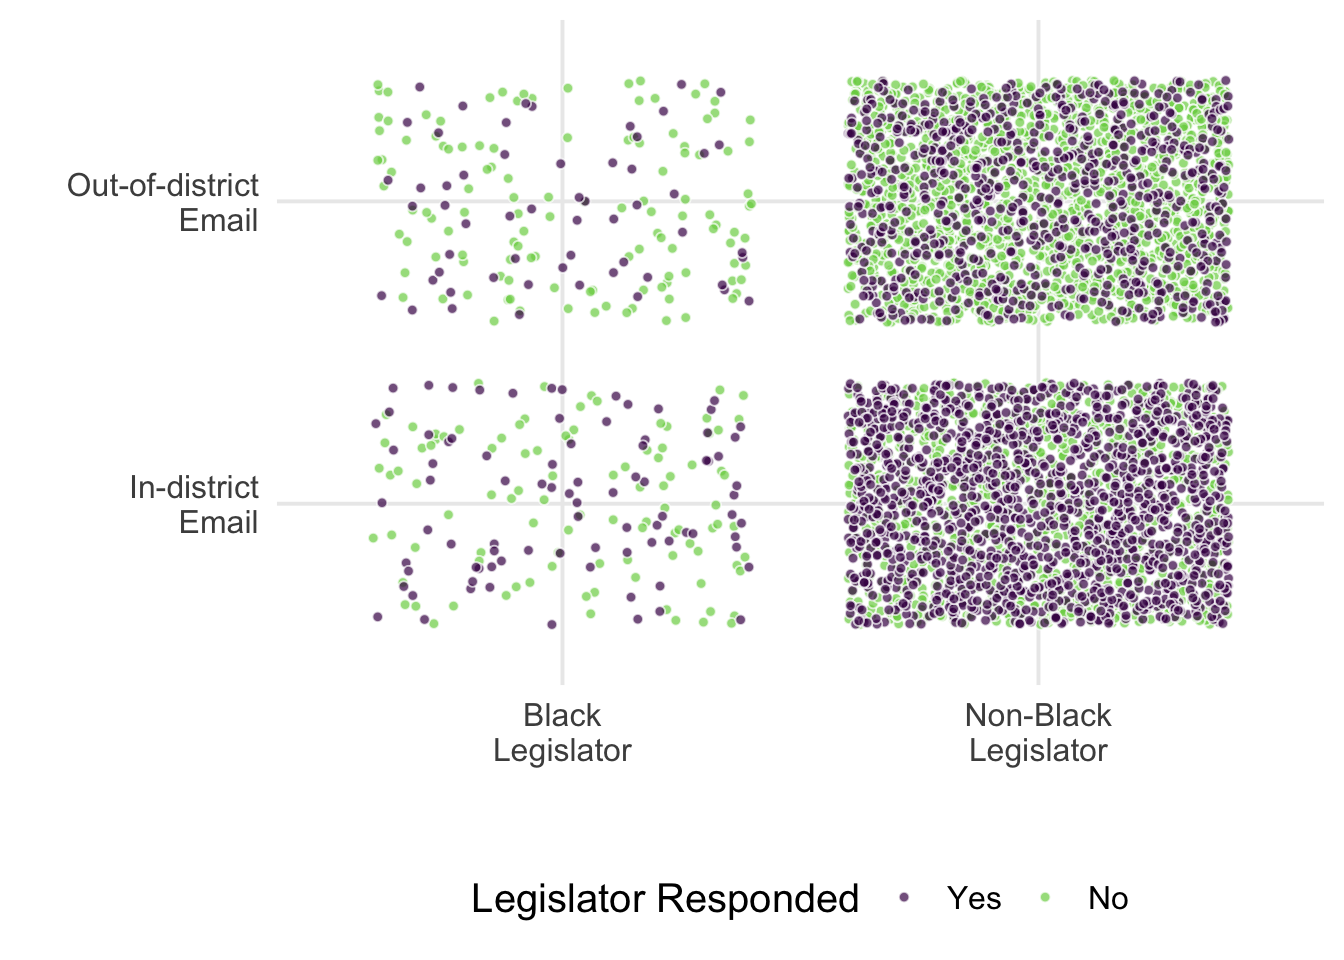 Out-of-district
Email
In-district
Email
Black
Legislator
Non-Black
Legislator
Legislator Responded Yes No